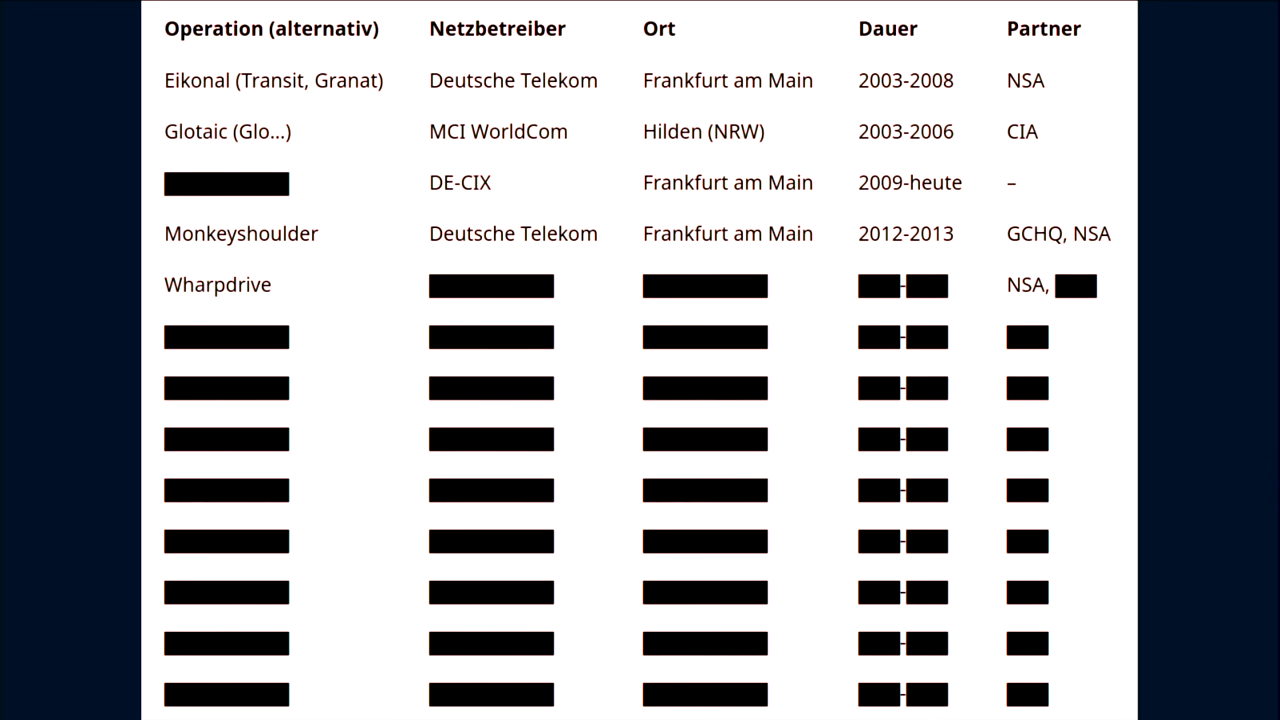 Operation (alternativ) Netzbetreiber Ort Dauer Partner
Eikonal (Transit, Granat) Deutsche Telekom Frankfurt am Main 2003-2008 NSA
Glotaic (Glo...) MCI WorldCom Hilden (NRW) 2003-2006 CIA
DE-CIX Frankfurt am Main 2009-heute –
Monkeyshoulder Deutsche Telekom Frankfurt am Main 2012-2013 GCHQ, NSA
Wharpdrive - NSA,
-
-
-
-
-
-
-
-